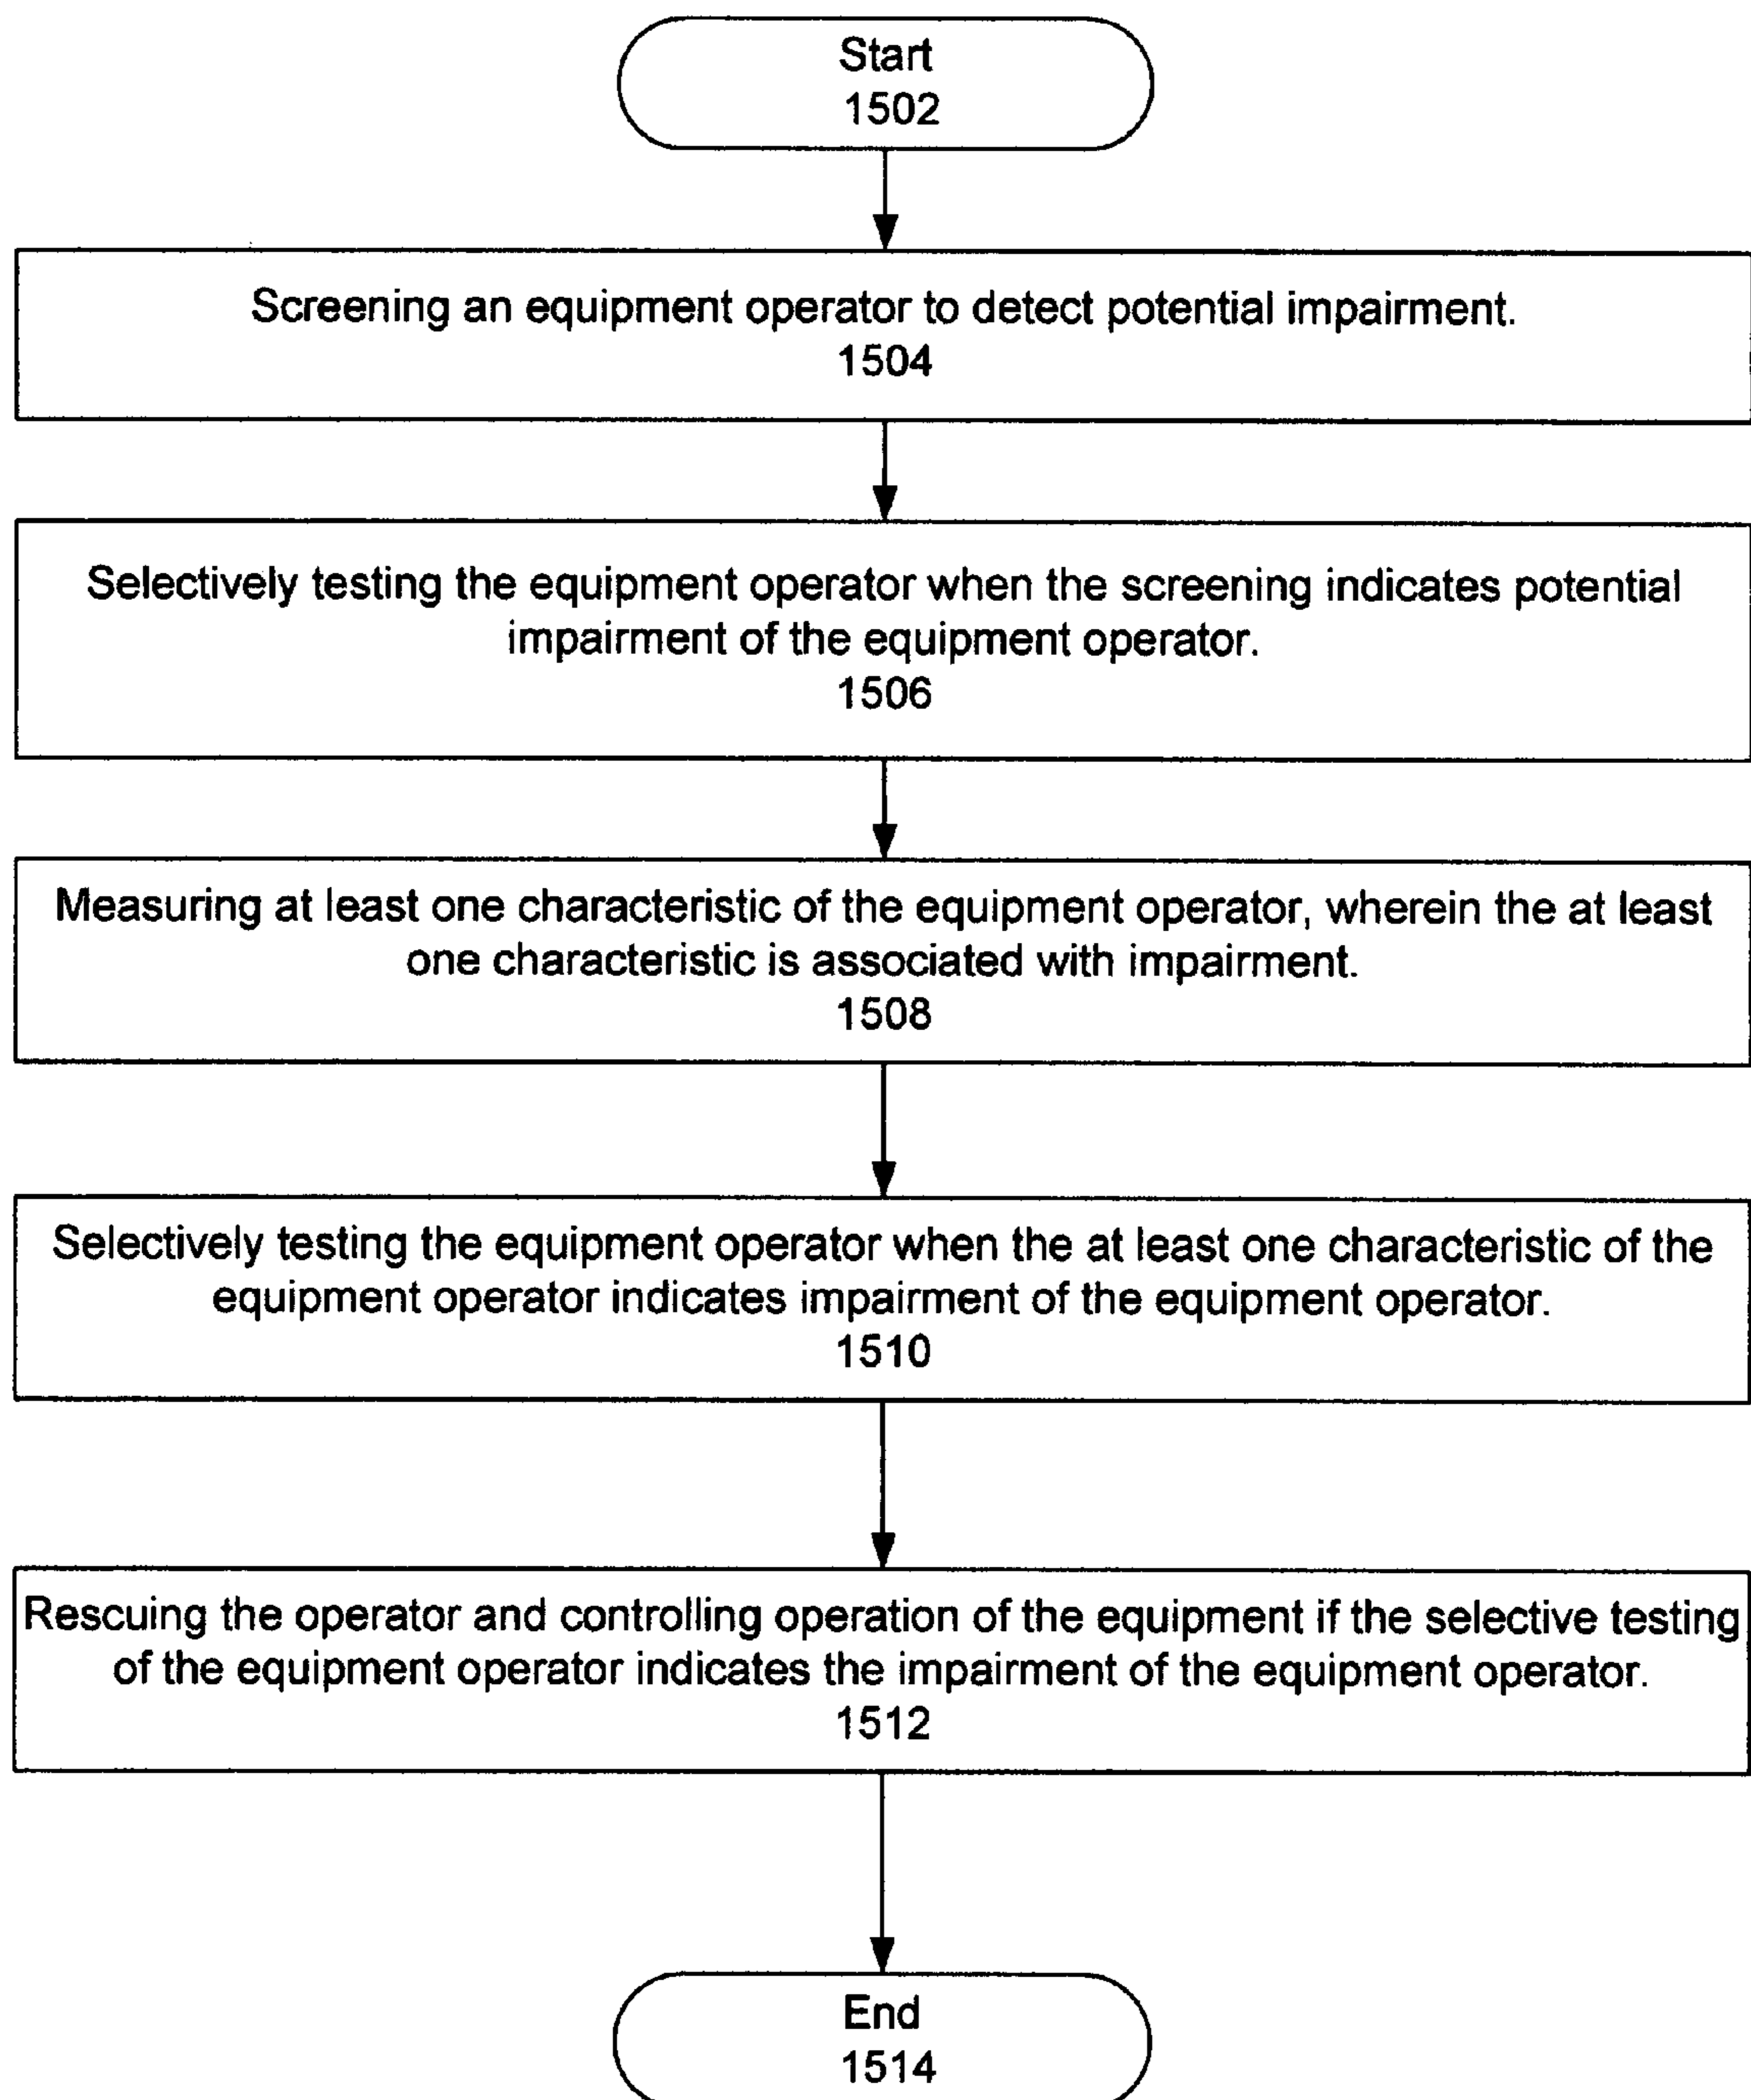 Start
1502
Screening an equipment operator to detect potential impairment.
1504
Selectively testing the equipment operator when the screening indicates potential
impairment of the equipment operator.
1506
Measuring at least one characteristic of the equipment operator, wherein the at least
one characteristic is associated with impairment.
1508
Selectively testing the equipment operator when the at least one characteristic of the
equipment operator indicates impairment of the equipment operator.
1510
Rescuing the operator and controlling operation of the equipment if the selective testing
of the equipment operator indicates the impairment of the equipment operator.
1512
End
1514